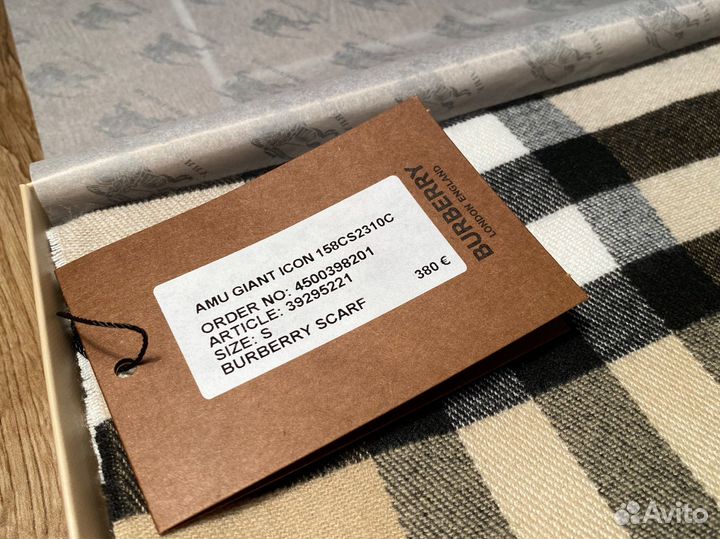 AMU GIANT ICON 158CS2310C
ORDER NO: 4500398201
ARTICLE: 39295221
SIZE: S
BURBERRY SCARF
380 €
BURBERRY
LONDON ENGLAND
Avito